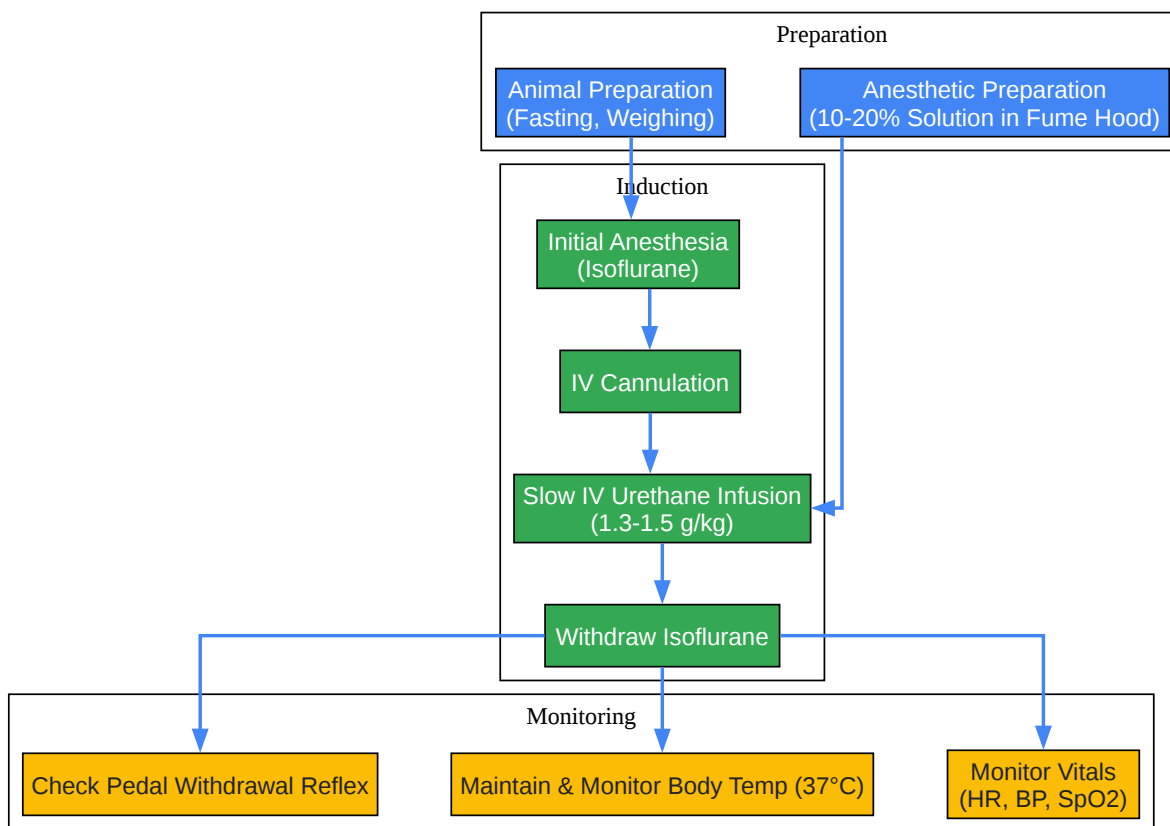 Preparation
Animal Preparation
(Fasting, Weighing)
Anesthetic Preparation
(10-20% Solution in Fume Hood)
Induction
Initial Anesthesia
(Isoflurane)
IV Cannulation
Slow IV Urethane Infusion
(1.3-1.5 g/kg)
Withdraw Isoflurane
Monitoring
Check Pedal Withdrawal Reflex
Maintain & Monitor Body Temp (37°C)
Monitor Vitals
(HR, BP, SpO2)